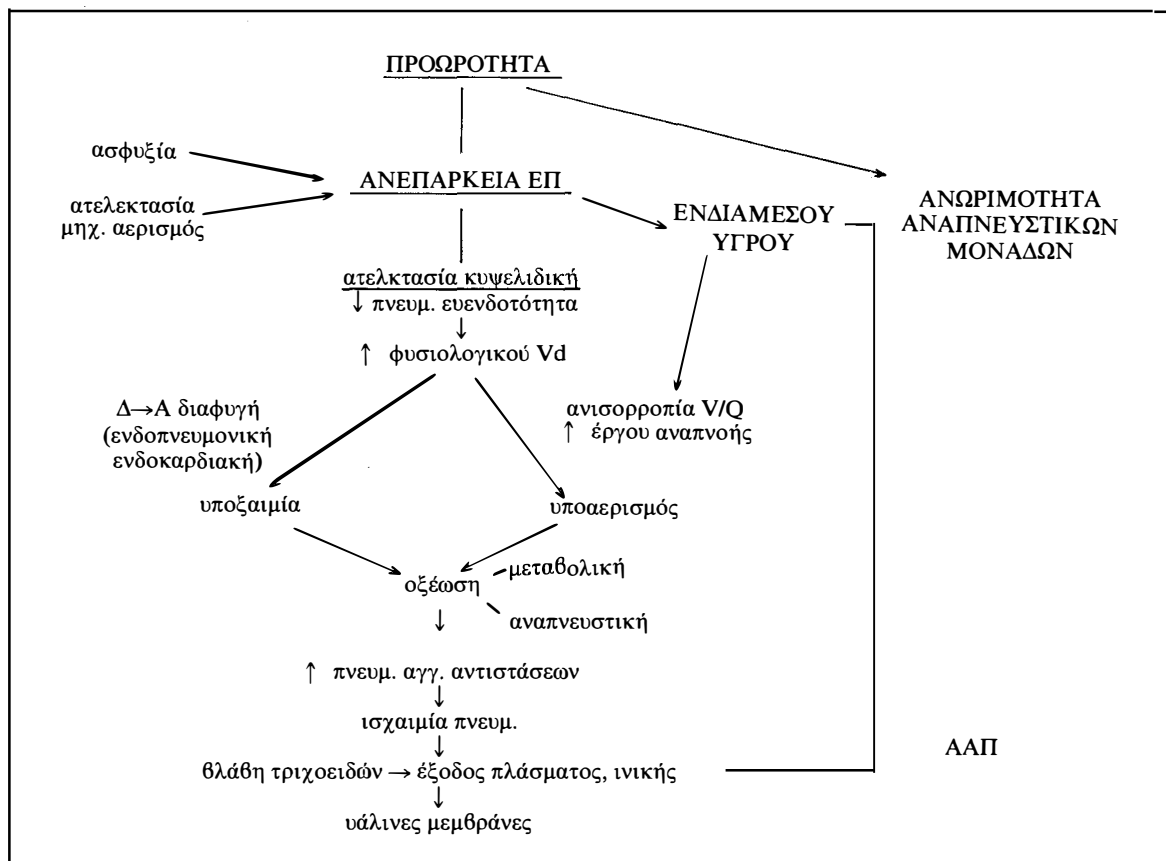 ΠΡΟΩΡΟΤΗΤΑ
ασφυξία
ατελεκτασία
μηχ. αερισμός
ΑΝΕΠΑΡΚΕΙΑ ΕΠ
ΕΝΔΙΑΜΕΣΟΥ
ΥΓΡΟΥ
ΑΝΩΡΙΜΟΤΗΤΑ
ΑΝΑΠΝΕΥΣΤΙΚΩΝ
ΜΟΝΑΔΩΝ
ατελκτασία κυψελιδική
↓ πνευμ. ευενδοτότητα
↓
↑ φυσιολογικού Vd
Δ→Α διαφυγή
(ενδοπνευμονική
ενδοκαρδιακή)
ανισορροπία V/Q
↑ έργου αναπνοής
υποξαιμία
υποαερισμός
οξέωση
μεταβολική
αναπνευστική
↓
↑ πνευμ. αγγ. αντιστάσεων
↓
ισχαιμία πνευμ.
↓
βλάβη τριχοειδών → έξοδος πλάσματος, ινικής
↓
υάλινες μεμβράνες
ΑΑΠ